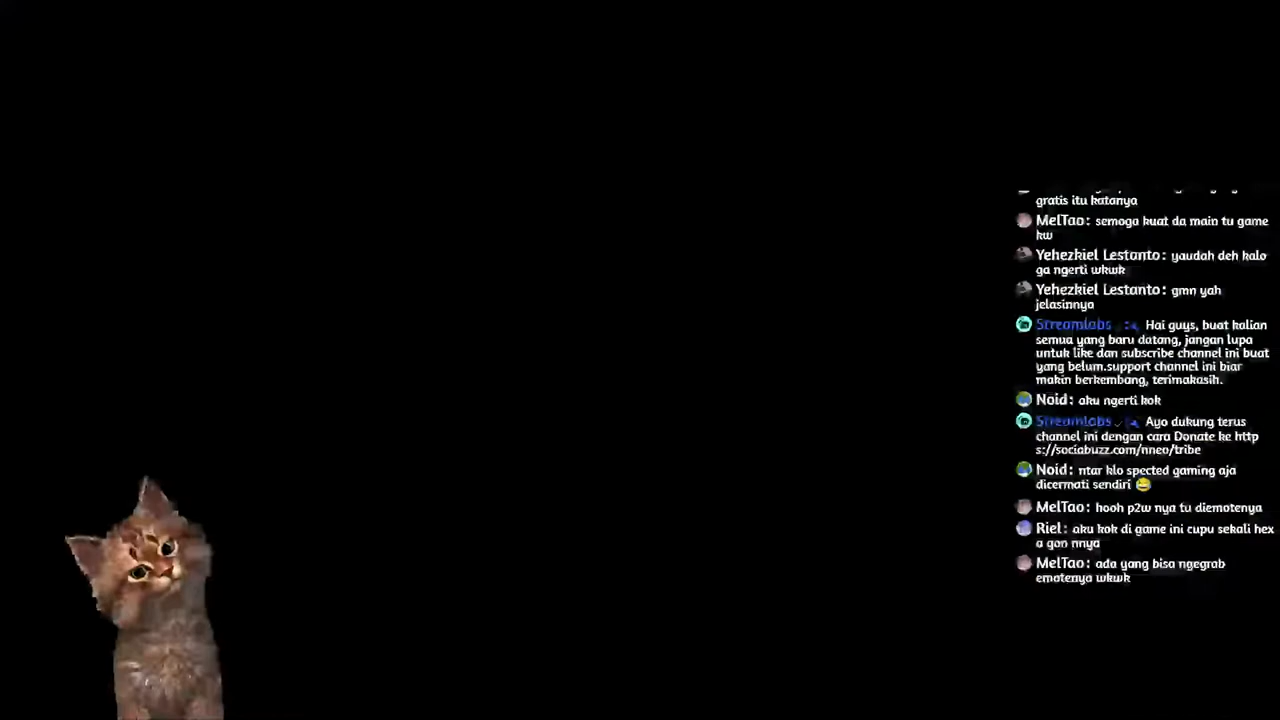 gratis itu katanya
MelTao: semoga kuat da main tu game
kw
Yehezkiel Lestanto: yaudah deh kalo
ga ngerti wkwk
Yehezkiel Lestanto: gmn yah
jelasinnya
Streamlabs : Hai guys, buat kalian
semua yang baru datang, jangan lupa
untuk like dan subscribe channel ini buat
yang belum.support channel ini biar
makin berkembang, terimakasih.
Noid: aku ngerti kok
Streamlabs : Ayo dukung terus
channel ini dengan cara Donate ke http
s://sociabuzz.com/nneo/tribe
Noid: ntar klo spected gaming aja
dicermati sendiri 😂
MelTao: hooh p2w nya tu diemotenya
Riel: aku kok di game ini cupu sekali hex
a gon nnya
MelTao: ada yang bisa ngegrab
emotenya wkwk